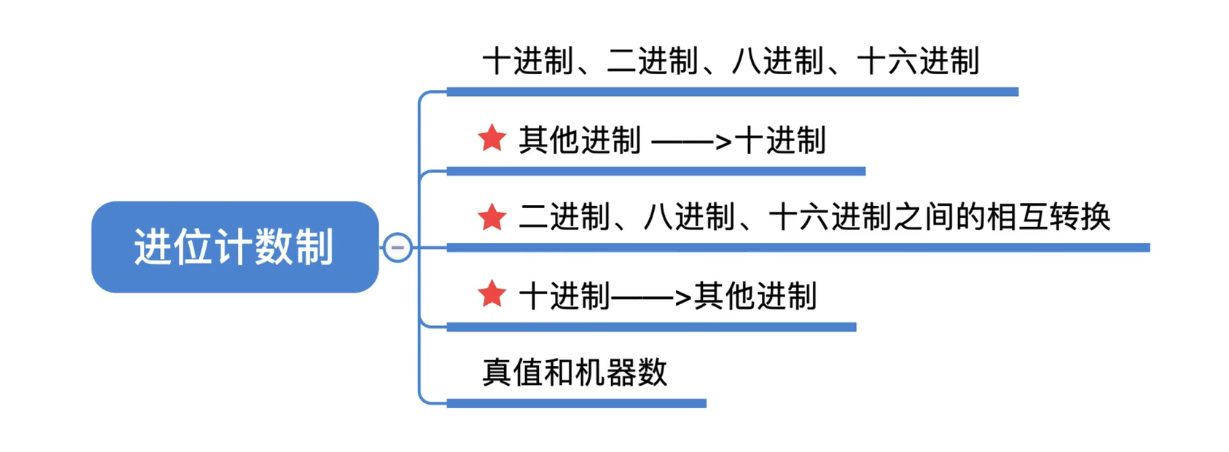 十进制、二进制、八进制、十六进制
其他进制 ——>十进制
二进制、八进制、十六进制之间的相互转换
进位计数制
十进制——>其他进制
真值和机器数